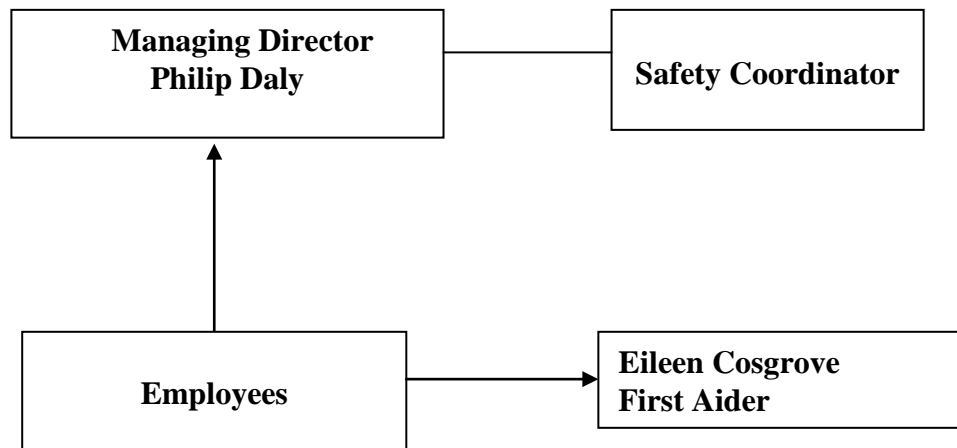 Managing Director
Philip Daly
Safety Coordinator
Employees
Eileen Cosgrove
First Aider